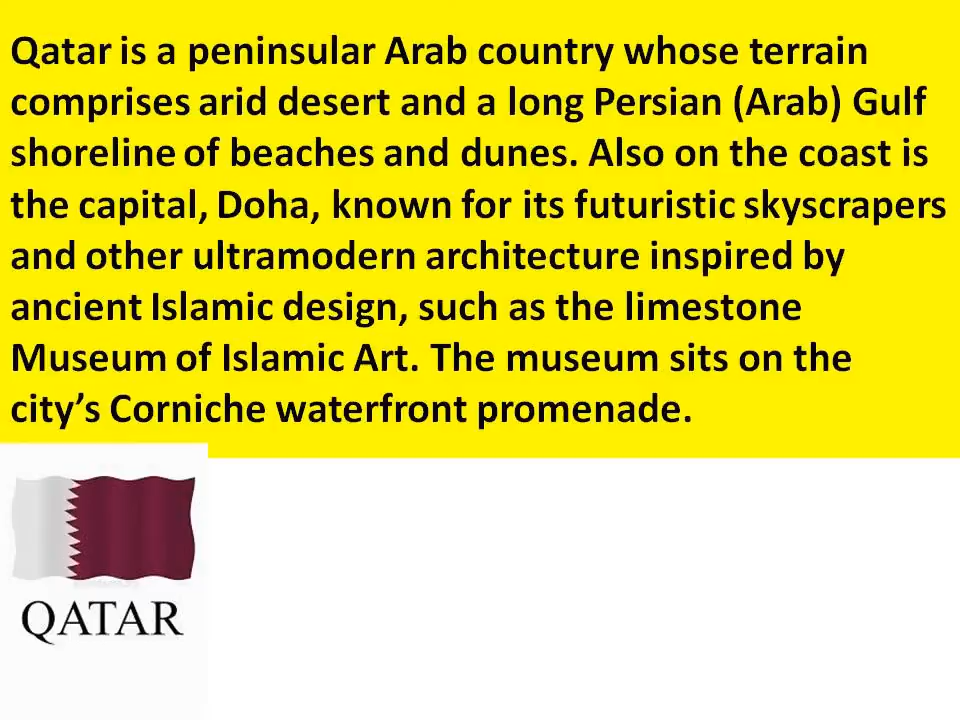 Qatar is a peninsular Arab country whose terrain
comprises arid desert and a long Persian (Arab) Gulf
shoreline of beaches and dunes. Also on the coast is
the capital, Doha, known for its futuristic skyscrapers
and other ultramodern architecture inspired by
ancient Islamic design, such as the limestone
Museum of Islamic Art. The museum sits on the
city’s Corniche waterfront promenade.
QATAR